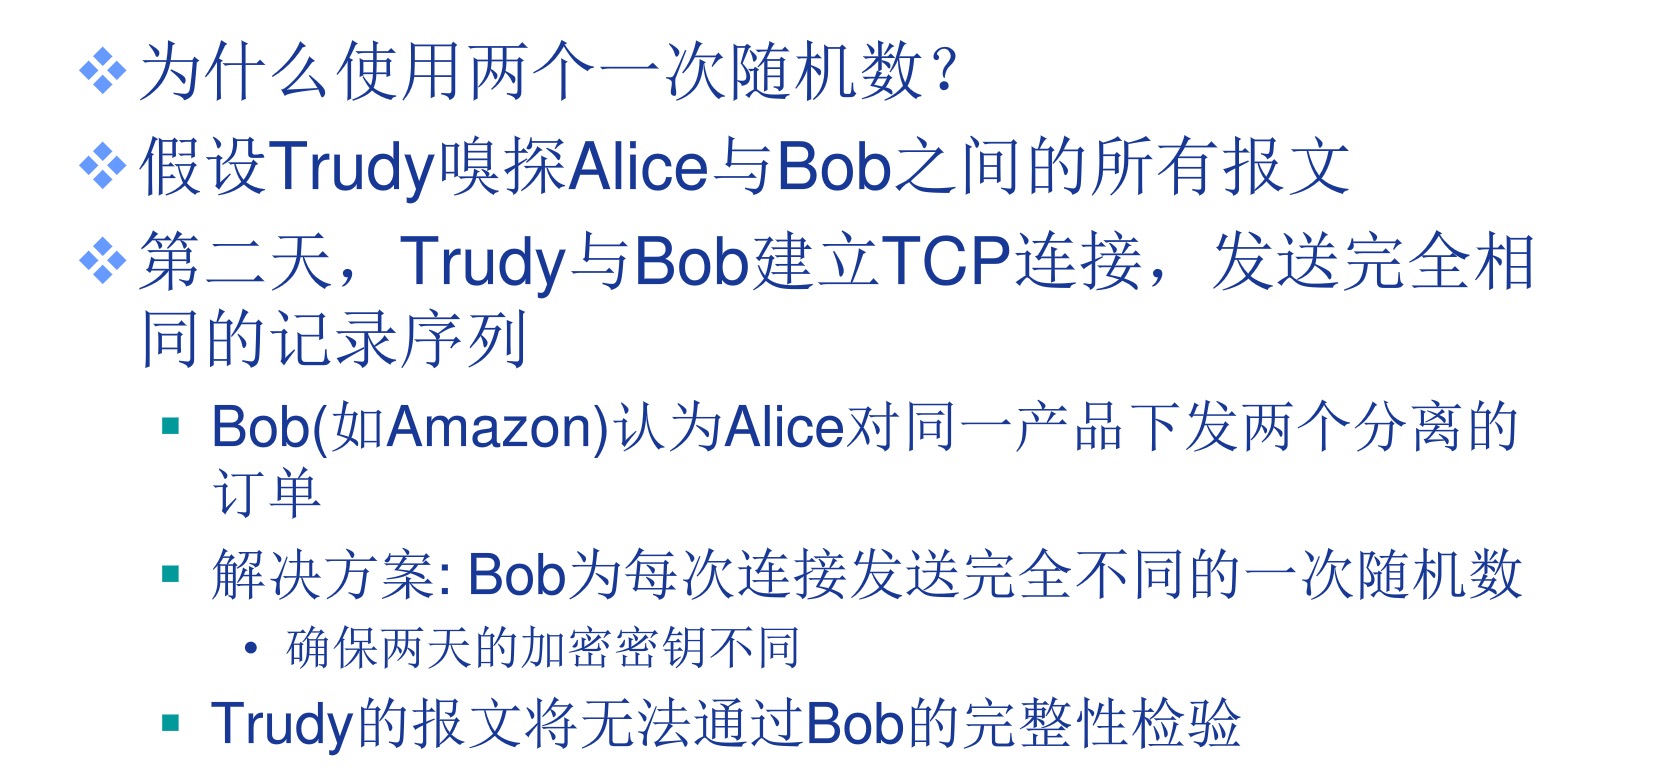 为什么使用两个一次随机数?
假设Trudy嗅探Alice与Bob之间的所有报文
第二天，Trudy与Bob建立TCP连接，发送完全相
同的记录序列
Bob(如Amazon)认为Alice对同一产品下发两个分离的
订单
解决方案: Bob为每次连接发送完全不同的一次随机数
• 确保两天的加密密钥不同
Trudy的报文将无法通过Bob的完整性检验